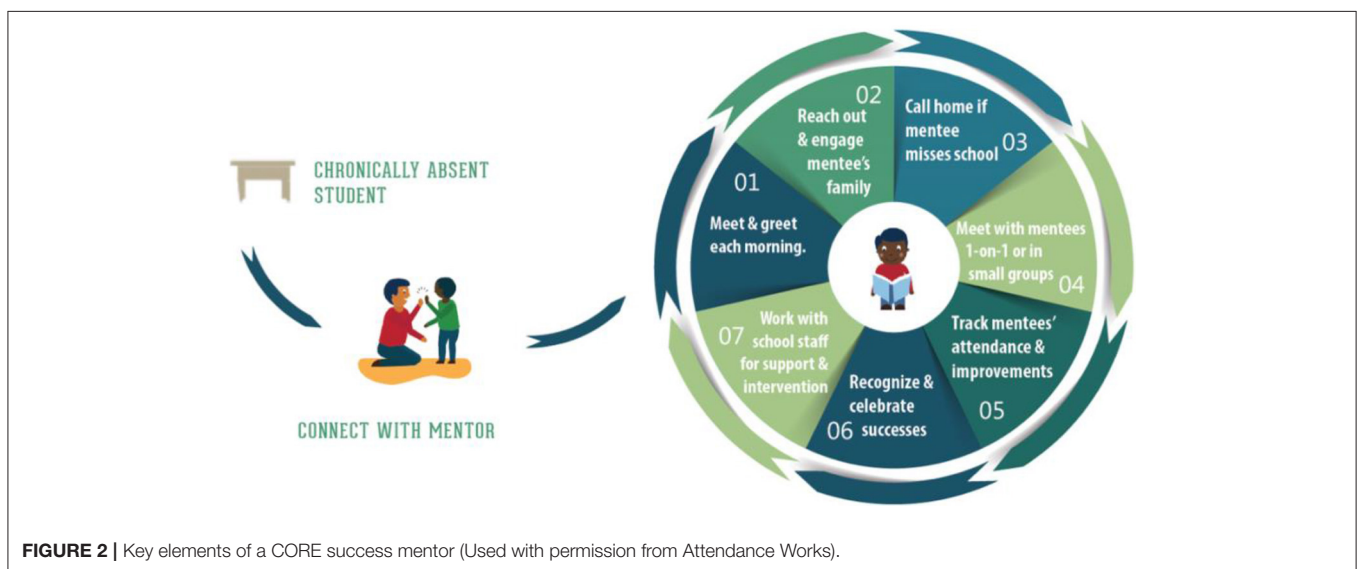 CHRONICALLY ABSENT
STUDENT
CONNECT WITH MENTOR
01
Meet & greet
each morning.
02
Reach out
& engage
mentee's
family
Call home if
mentee
misses school
03
Meet with mentees
1-on-1 or in
small groups
04
Track mentees'
attendance &
improvements
05
Recognize &
celebrate
06 successes
Work with
07 school staff
for support &
intervention
FIGURE 2 | Key elements of a CORE success mentor (Used with permission from Attendance Works).